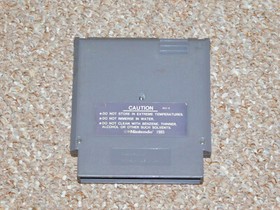 CAUTION
●DO NOT STORE IN EXTREME TEMPERATURES.
●DO NOT IMMERSE IN WATER.
●DO NOT CLEAN WITH BENZENE, THINNER,
ALCOHOL OR OTHER SUCH SOLVENTS.
Nintendo 1985